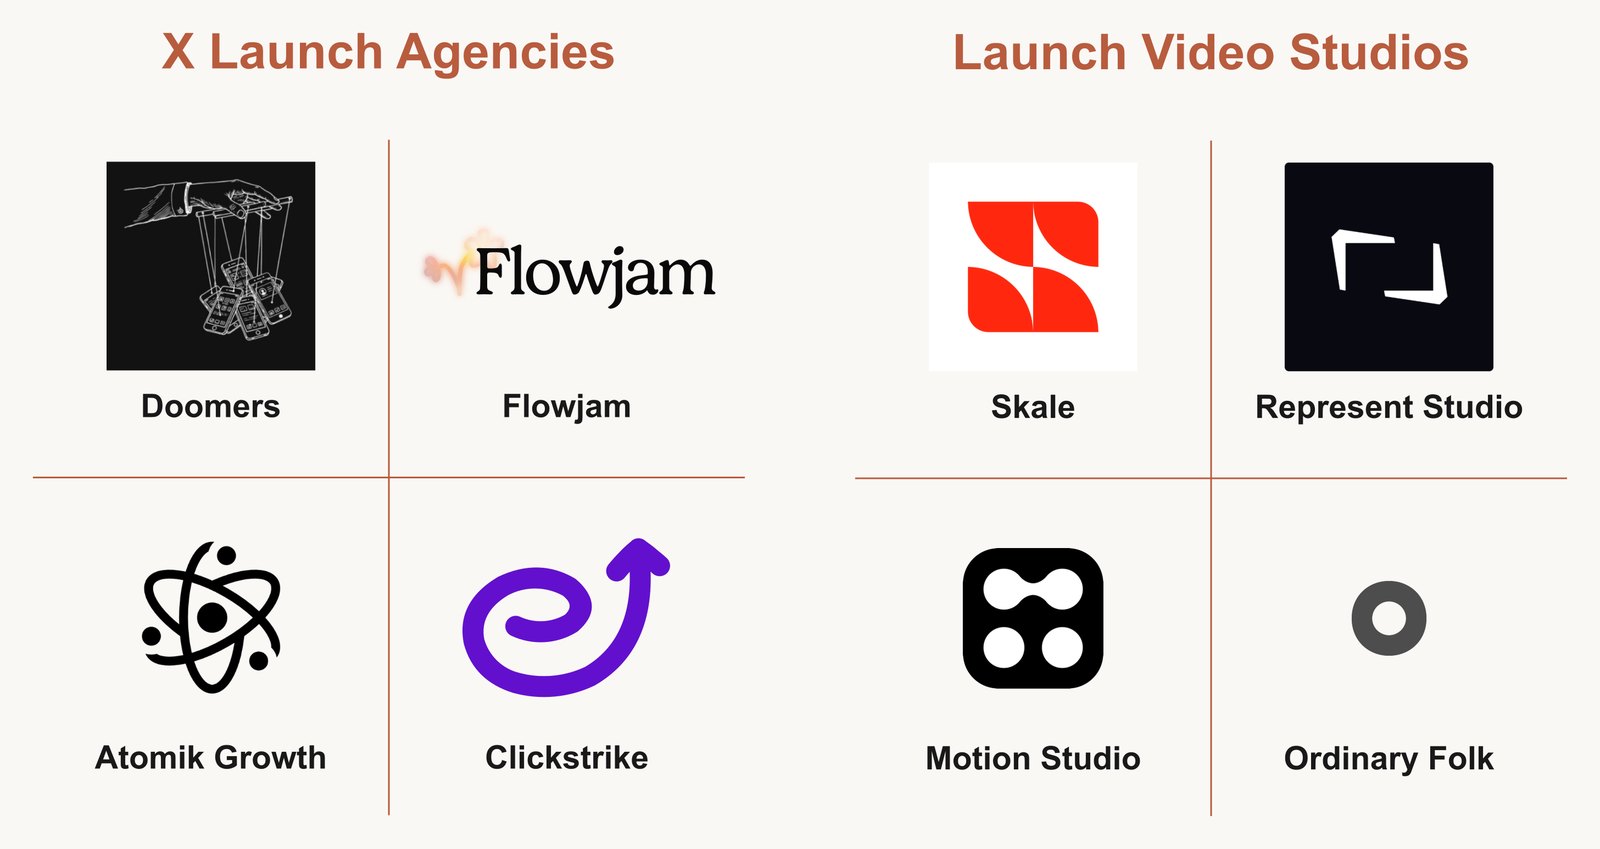 X Launch Agencies
Launch Video Studios
Flowjam
Doomers
Flowjam
Skale
Represent Studio
Atomik Growth
Clickstrike
Motion Studio
Ordinary Folk